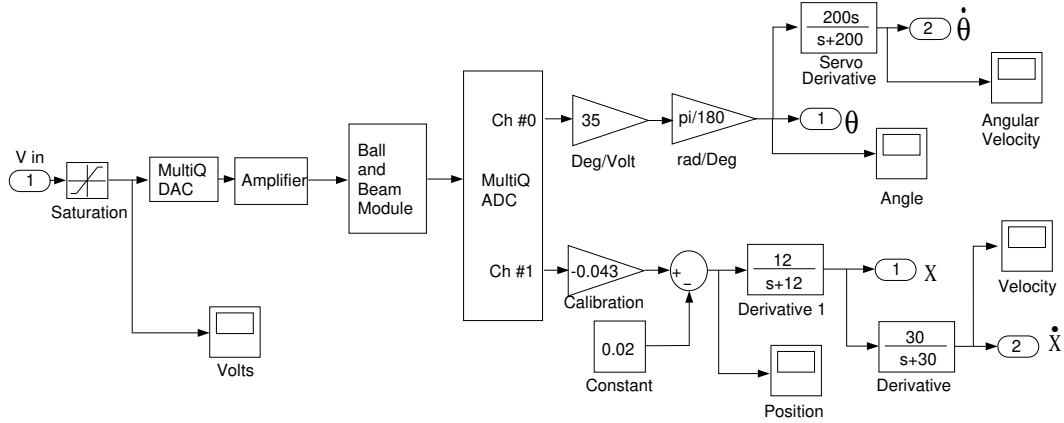 V in
1
Saturation
Volts
MultiQ
DAC
Amplifier
Ball
and
Beam
Module
MultiQ
ADC
Ch #0
Ch #1
35
Deg/Volt
pi/180
rad/Deg
200s
s+200
Servo
Derivative
2
θ̇
Angular
Velocity
1
θ
Angle
-0.043
Calibration
+
−
0.02
Constant
12
s+12
Derivative 1
Position
1
X
30
s+30
Derivative
Velocity
2
Ẋ